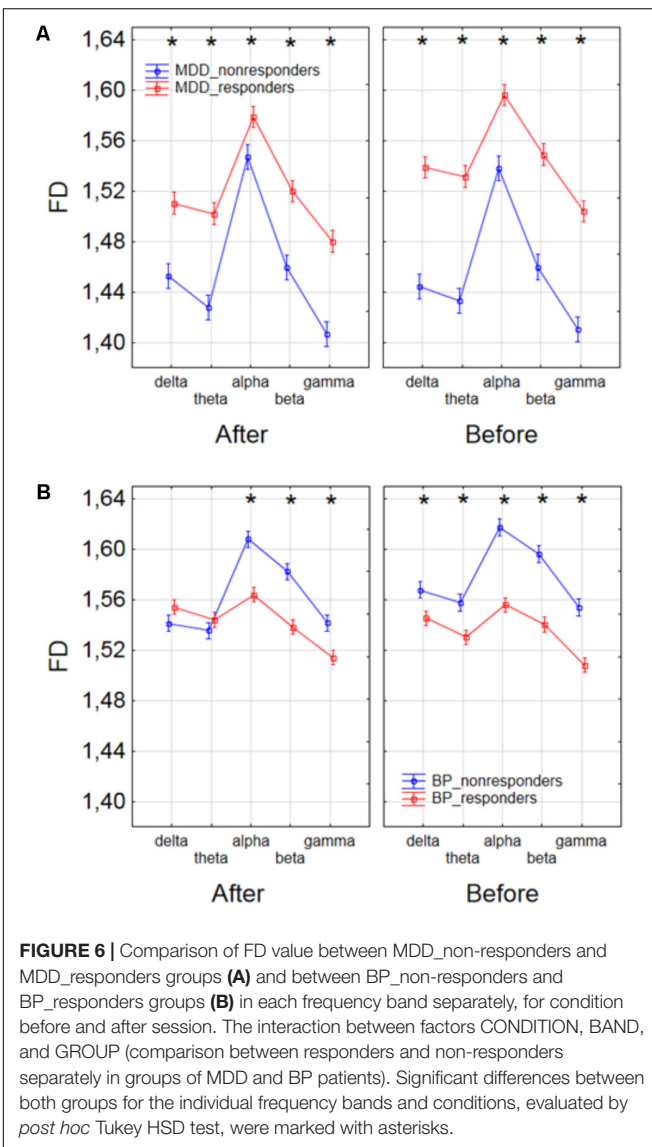 A
1,64
1,60
1,56
1,52
1,48
1,44
1,40
FD
* * * * *
MDD_nonresponders
MDD_responders
delta theta alpha beta gamma
After
* * * * *
delta theta alpha beta gamma
Before
B
1,64
1,60
1,56
1,52
1,48
1,44
1,40
FD
* * *
delta theta alpha beta gamma
After
* * * * *
BP_nonresponders
BP_responders
delta theta alpha beta gamma
Before
FIGURE 6 | Comparison of FD value between MDD_non-responders and
MDD_responders groups (A) and between BP_non-responders and
BP_responders groups (B) in each frequency band separately, for condition
before and after session. The interaction between factors CONDITION, BAND,
and GROUP (comparison between responders and non-responders
separately in groups of MDD and BP patients). Significant differences between
both groups for the individual frequency bands and conditions, evaluated by
post hoc Tukey HSD test, were marked with asterisks.